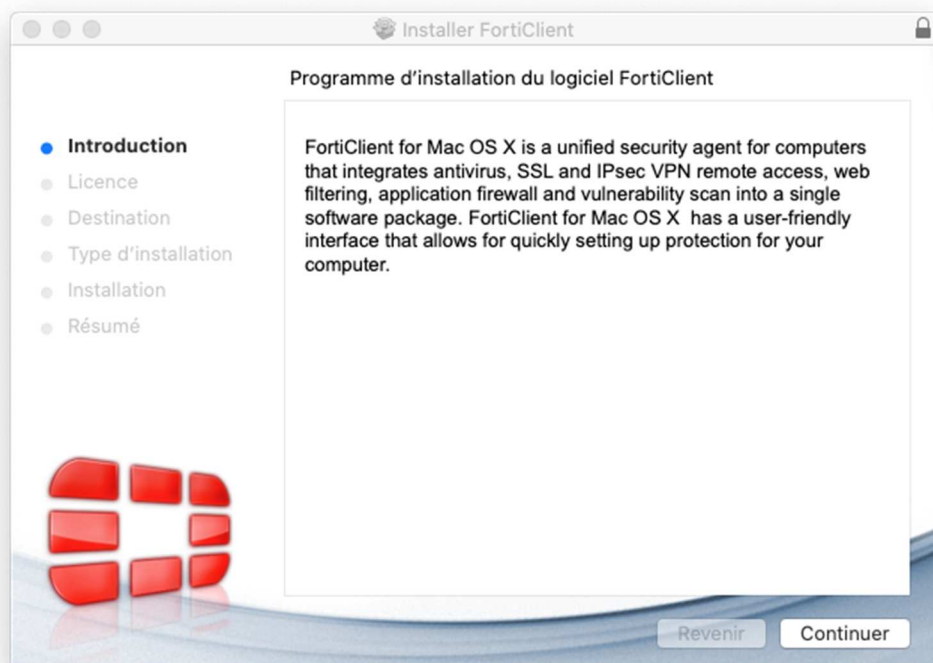 Installer FortiClient
Programme d'installation du logiciel FortiClient
Introduction
Licence
Destination
Type d'installation
Installation
Résumé
FortiClient for Mac OS X is a unified security agent for computers
that integrates antivirus, SSL and IPsec VPN remote access, web
filtering, application firewall and vulnerability scan into a single
software package. FortiClient for Mac OS X  has a user-friendly
interface that allows for quickly setting up protection for your
computer.
Revenir
Continuer